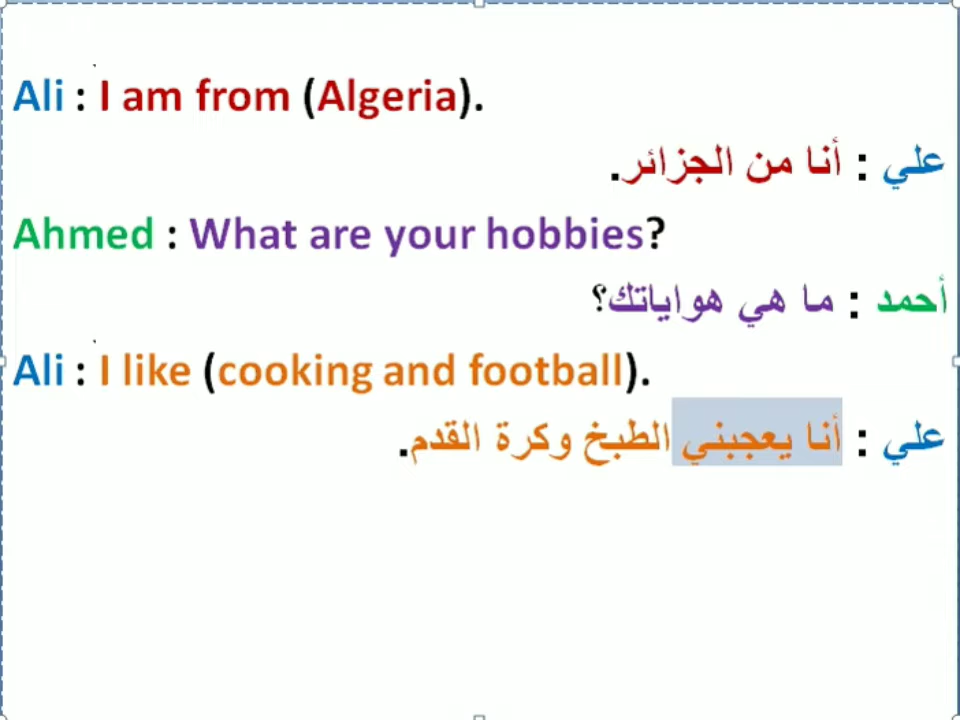 Ali : I am from (Algeria).
علي : أنا من الجزائر.
Ahmed : What are your hobbies?
أحمد : ما هي هواياتك؟
Ali : I like (cooking and football).
علي : أنا يعجبني الطبخ وكرة القدم.